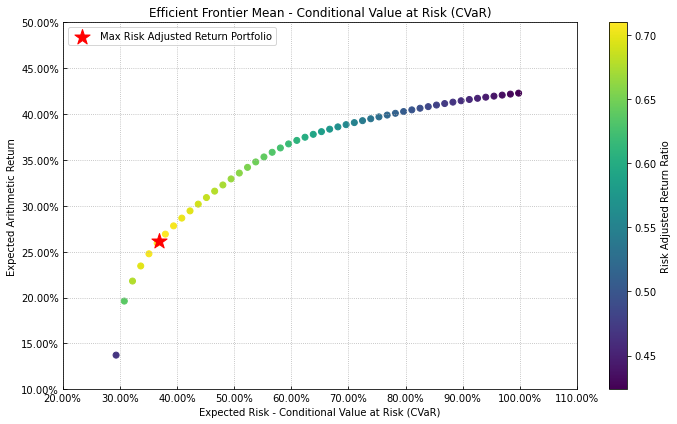 Efficient Frontier Mean - Conditional Value at Risk (CVaR)
Max Risk Adjusted Return Portfolio
50.00%
45.00%
40.00%
35.00%
30.00%
25.00%
20.00%
15.00%
10.00%
Expected Arithmetic Return
20.00% 30.00% 40.00% 50.00% 60.00% 70.00% 80.00% 90.00% 100.00% 110.00%
Expected Risk - Conditional Value at Risk (CVaR)
0.70
0.65
0.60
0.55
0.50
0.45
Risk Adjusted Return Ratio